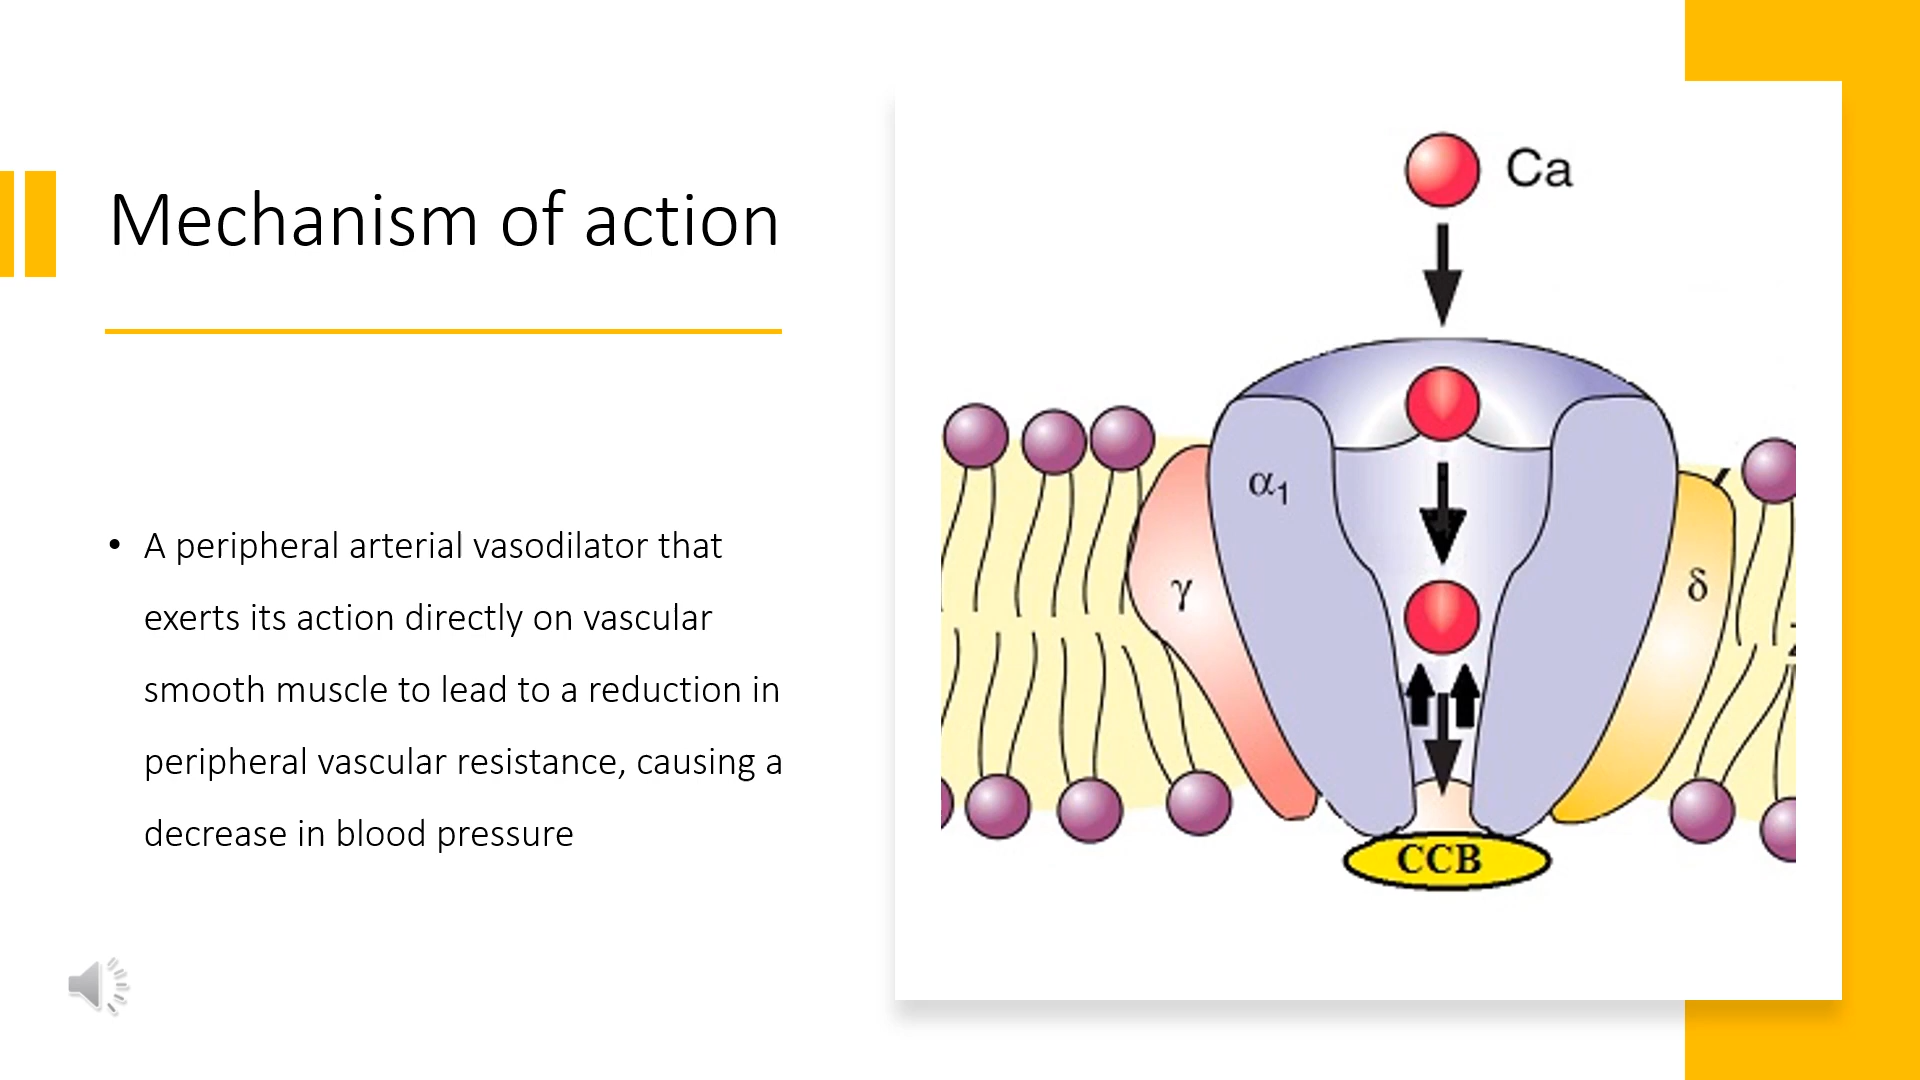 Mechanism of action
• A peripheral arterial vasodilator that
exerts its action directly on vascular
smooth muscle to lead to a reduction in
peripheral vascular resistance, causing a
decrease in blood pressure
Ca
α₁
γ
δ
CCB